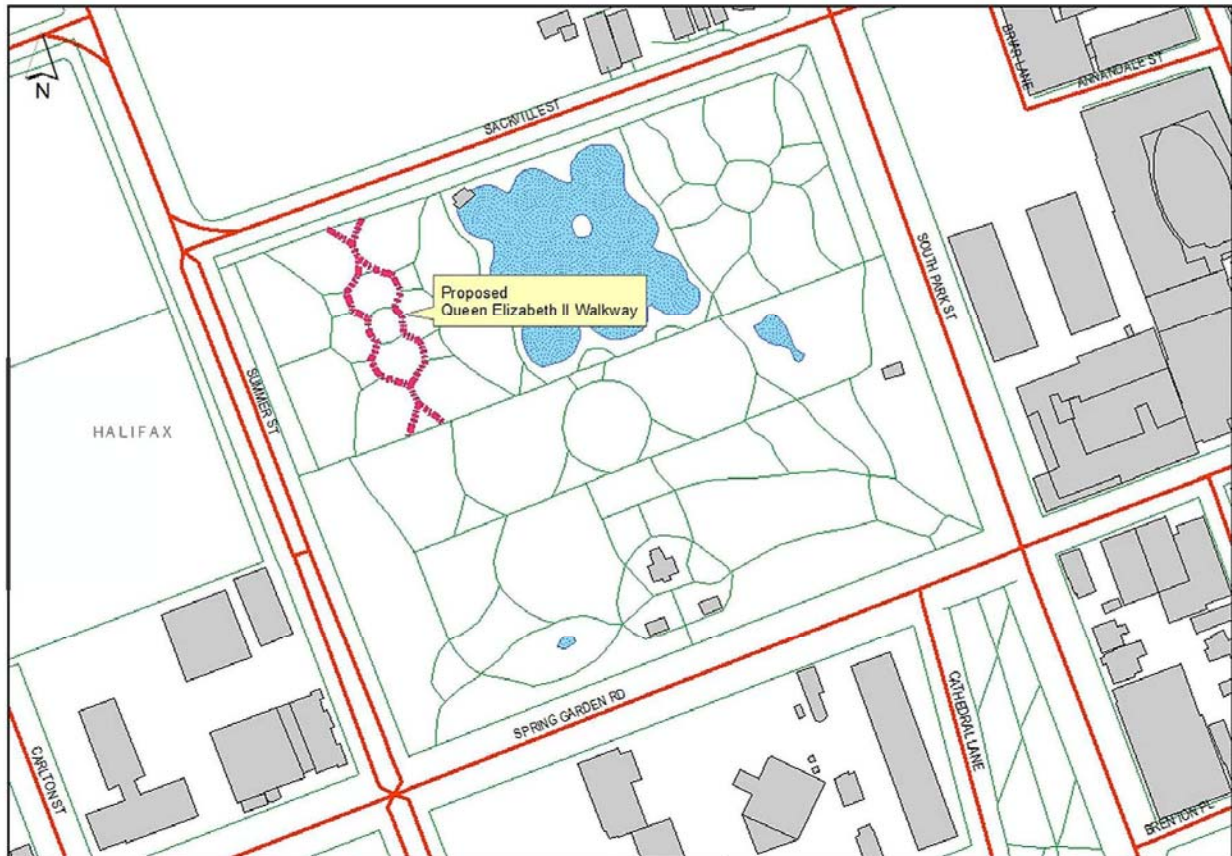 N
BRIAR LANE
ANNANDALE ST
SACKVILLE ST
SOUTH PARK ST
Proposed
Queen Elizabeth II Walkway
SUMMER ST
HALIFAX
SPRING GARDEN RD
CATHEDRAL LANE
CARLTON ST
BRENTON PL